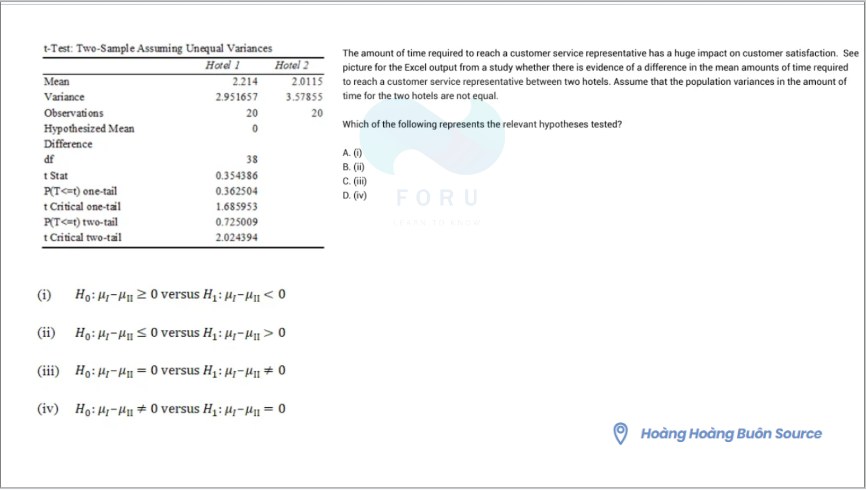 t-Test: Two-Sample Assuming Unequal Variances
Hotel 1 Hotel 2
Mean 2.214 2.0115
Variance 2.951657 3.57855
Observations 20 20
Hypothesized Mean 0
Difference
df 38
t Stat 0.354386
P(T<=t) one-tail 0.362504
t Critical one-tail 1.685953
P(T<=t) two-tail 0.725009
t Critical two-tail 2.024394
The amount of time required to reach a customer service representative has a huge impact on customer satisfaction. See
picture for the Excel output from a study whether there is evidence of a difference in the mean amounts of time required
to reach a customer service representative between two hotels. Assume that the population variances in the amount of
time for the two hotels are not equal.
Which of the following represents the relevant hypotheses tested?
A. (i)
B. (ii)
C. (iii)
D. (iv)
FORU
(i) H₀: μ_I−μ_II ≥ 0 versus H₁: μ_I−μ_II < 0
(ii) H₀: μ_I−μ_II ≤ 0 versus H₁: μ_I−μ_II > 0
(iii) H₀: μ_I−μ_II = 0 versus H₁: μ_I−μ_II ≠ 0
(iv) H₀: μ_I−μ_II ≠ 0 versus H₁: μ_I−μ_II = 0
Hoàng Hoàng Buôn Source